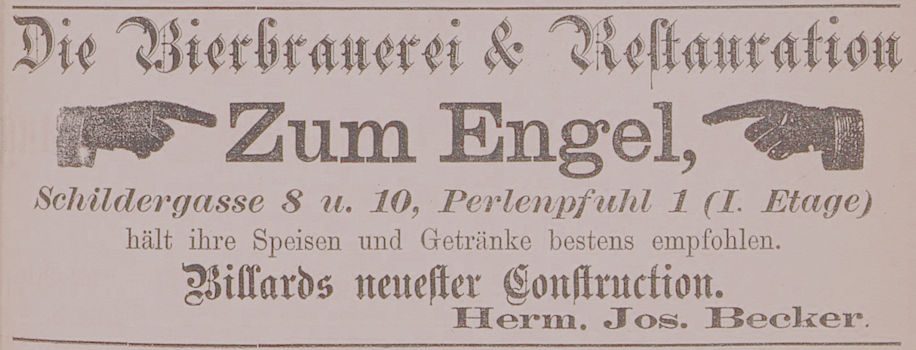 Die Bierbrauerei & Restauration
Zum Engel,
Schildergasse 8 u. 10, Perlenpfuhl 1 (I. Etage)
hält ihre Speisen und Getränke bestens empfohlen.
Billards neuester Construction.
Herm. Jos. Becker.